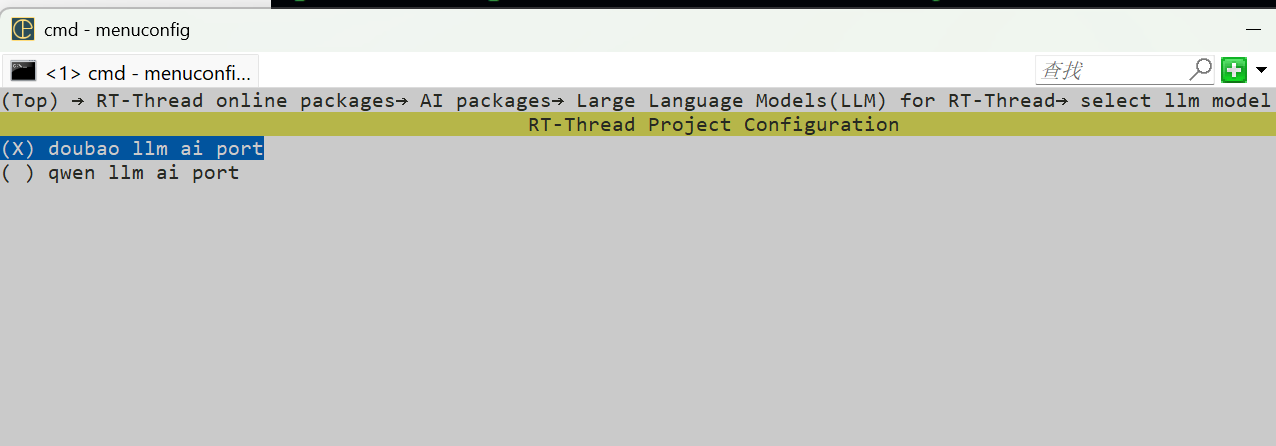 cmd - menuconfig
<1> cmd - menuconfi...
查找
(Top) → RT-Thread online packages→ AI packages→ Large Language Models(LLM) for RT-Thread→ select llm model
RT-Thread Project Configuration
(X) doubao llm ai port
( ) qwen llm ai port